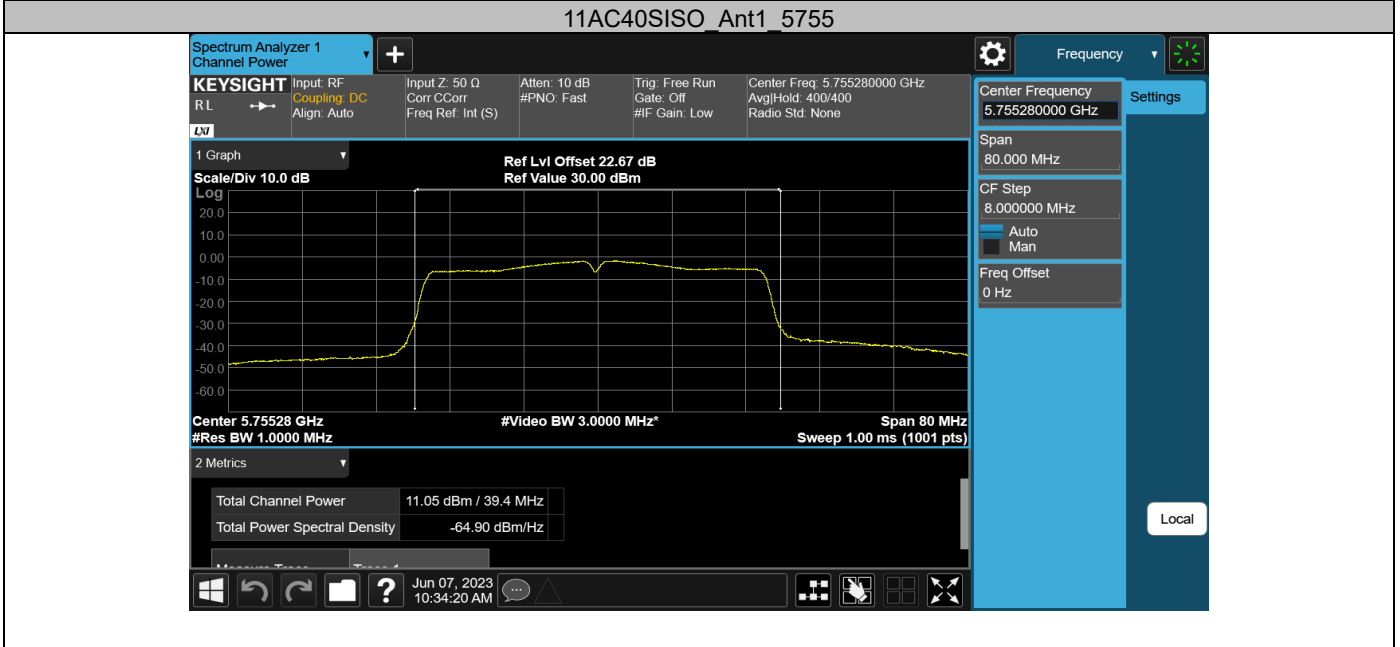 11AC40SISO_Ant1_5755
Spectrum Analyzer 1
Channel Power
+
Frequency
KEYSIGHT
R L
LXI
Input: RF
Coupling: DC
Align: Auto
Input Z: 50 Ω
Corr CCorr
Freq Ref: Int (S)
Atten: 10 dB
#PNO: Fast
Trig: Free Run
Gate: Off
#IF Gain: Low
Center Freq: 5.755280000 GHz
Avg|Hold: 400/400
Radio Std: None
Center Frequency
5.755280000 GHz
Settings
Span
80.000 MHz
CF Step
8.000000 MHz
Auto
Man
Freq Offset
0 Hz
1 Graph
Scale/Div 10.0 dB
Ref Lvl Offset 22.67 dB
Ref Value 30.00 dBm
Log
20.0
10.0
0.00
-10.0
-20.0
-30.0
-40.0
-50.0
-60.0
Center 5.75528 GHz
#Video BW 3.0000 MHz*
Span 80 MHz
#Res BW 1.0000 MHz
Sweep 1.00 ms (1001 pts)
2 Metrics
Total Channel Power 11.05 dBm / 39.4 MHz
Total Power Spectral Density -64.90 dBm/Hz
Measure Trace Trace 1
Local
?
Jun 07, 2023
10:34:20 AM